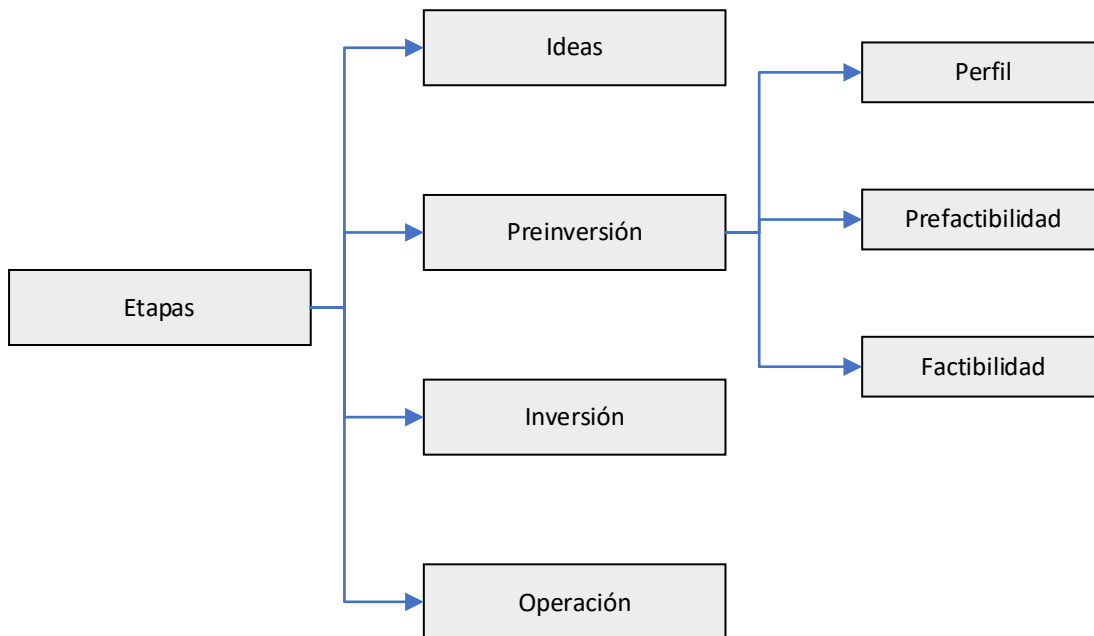 Ideas
Perfil
Preinversión
Prefactibilidad
Etapas
Factibilidad
Inversión
Operación